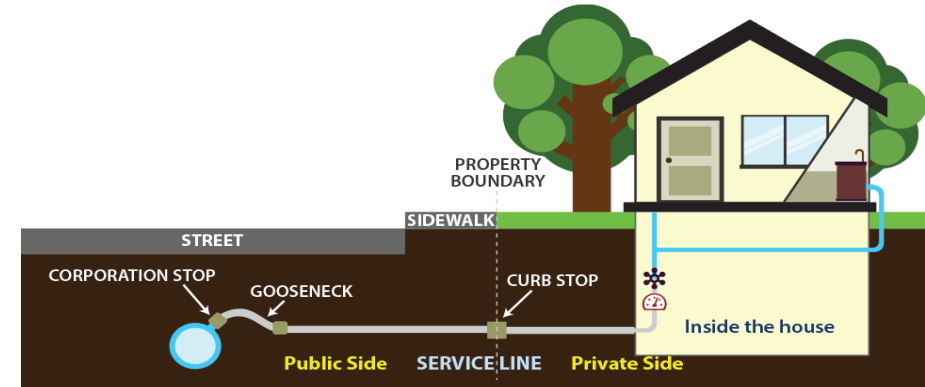 PROPERTY
BOUNDARY
SIDEWALK
STREET
CORPORATION STOP
GOOSENECK
CURB STOP
Inside the house
Public Side
SERVICE LINE
Private Side